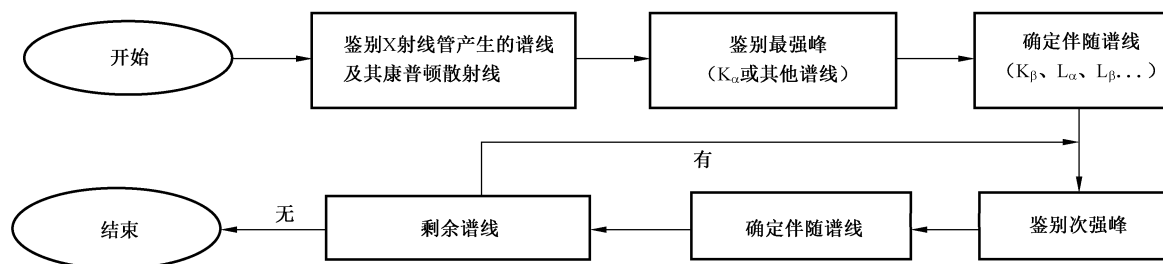 开始
鉴别X射线管产生的谱线
及其康普顿散射线
鉴别最强峰
（Kα或其他谱线）
确定伴随谱线
（Kβ、Lα、Lβ...）
有
结束
无
剩余谱线
确定伴随谱线
鉴别次强峰